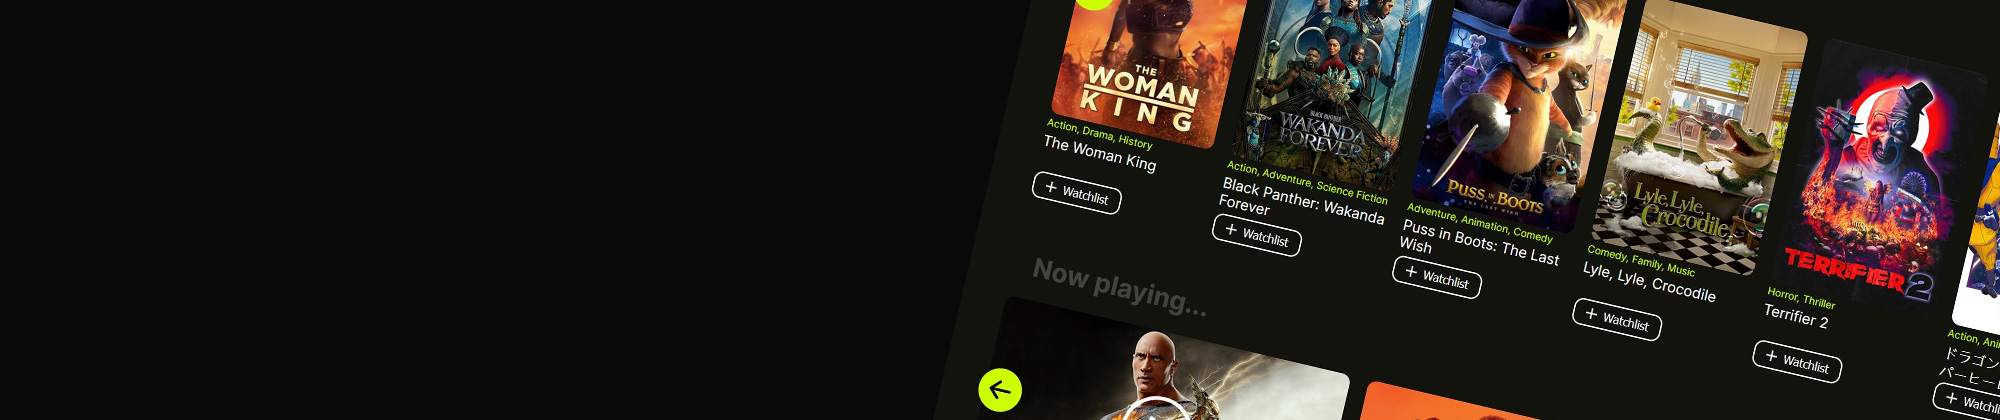 THE
WOMAN
KING
Action, Drama, History
The Woman King
+ Watchlist
BLACK PANTHER
WAKANDA
FOREVER
Action, Adventure, Science Fiction
Black Panther: Wakanda
Forever
+ Watchlist
PUSS IN BOOTS
THE LAST WISH
Adventure, Animation, Comedy
Puss in Boots: The Last
Wish
+ Watchlist
Lyle, Lyle,
Crocodile
Comedy, Family, Music
Lyle, Lyle, Crocodile
+ Watchlist
TERRIFIER 2
Horror, Thriller
Terrifier 2
+ Watchlist
Action, Ani
ドラゴン
パーヒー
+ Watchli
Now playing...